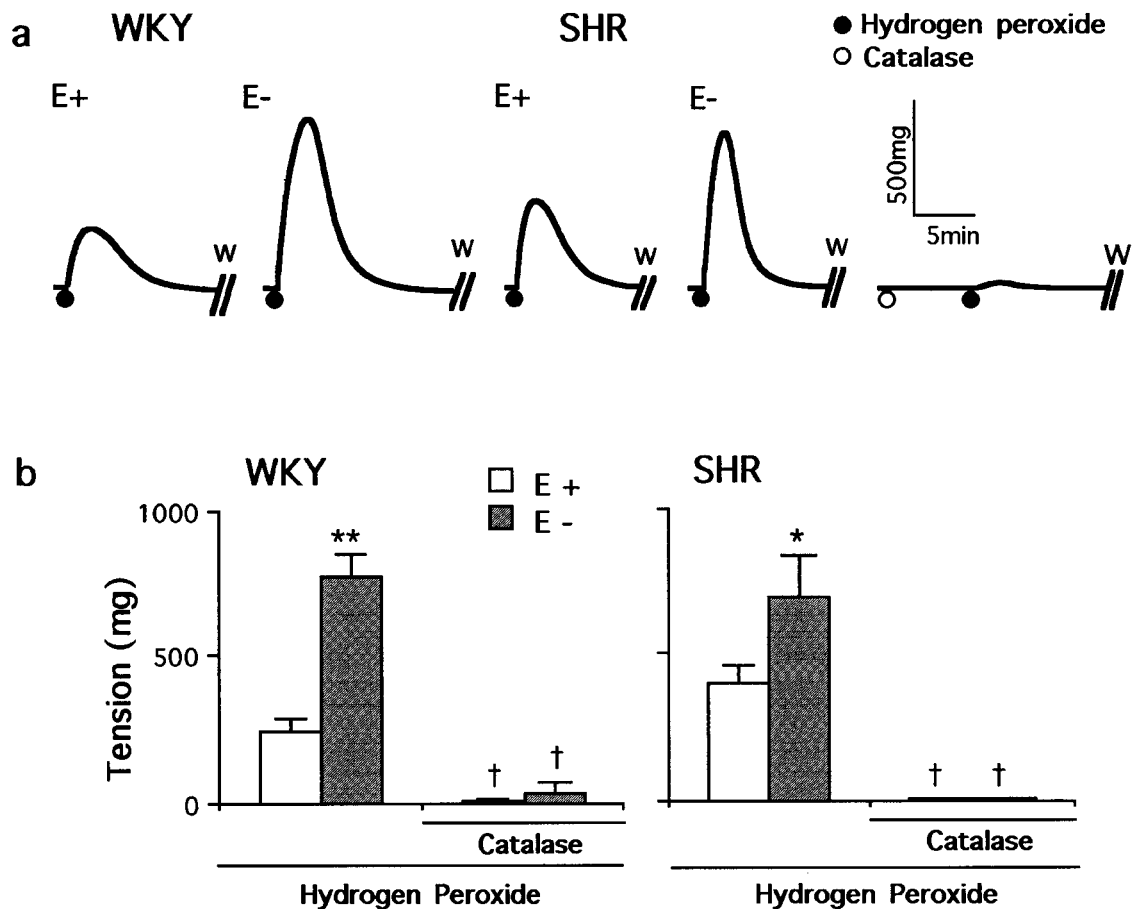 a
WKY
SHR
● Hydrogen peroxide
○ Catalase
E+
E-
E+
E-
500mg
5min
w
w
w
w
W
b
WKY
E +
E -
SHR
Tension (mg)
1000
500
0
**
†
†
*
†
†
Catalase
Catalase
Hydrogen Peroxide
Hydrogen Peroxide